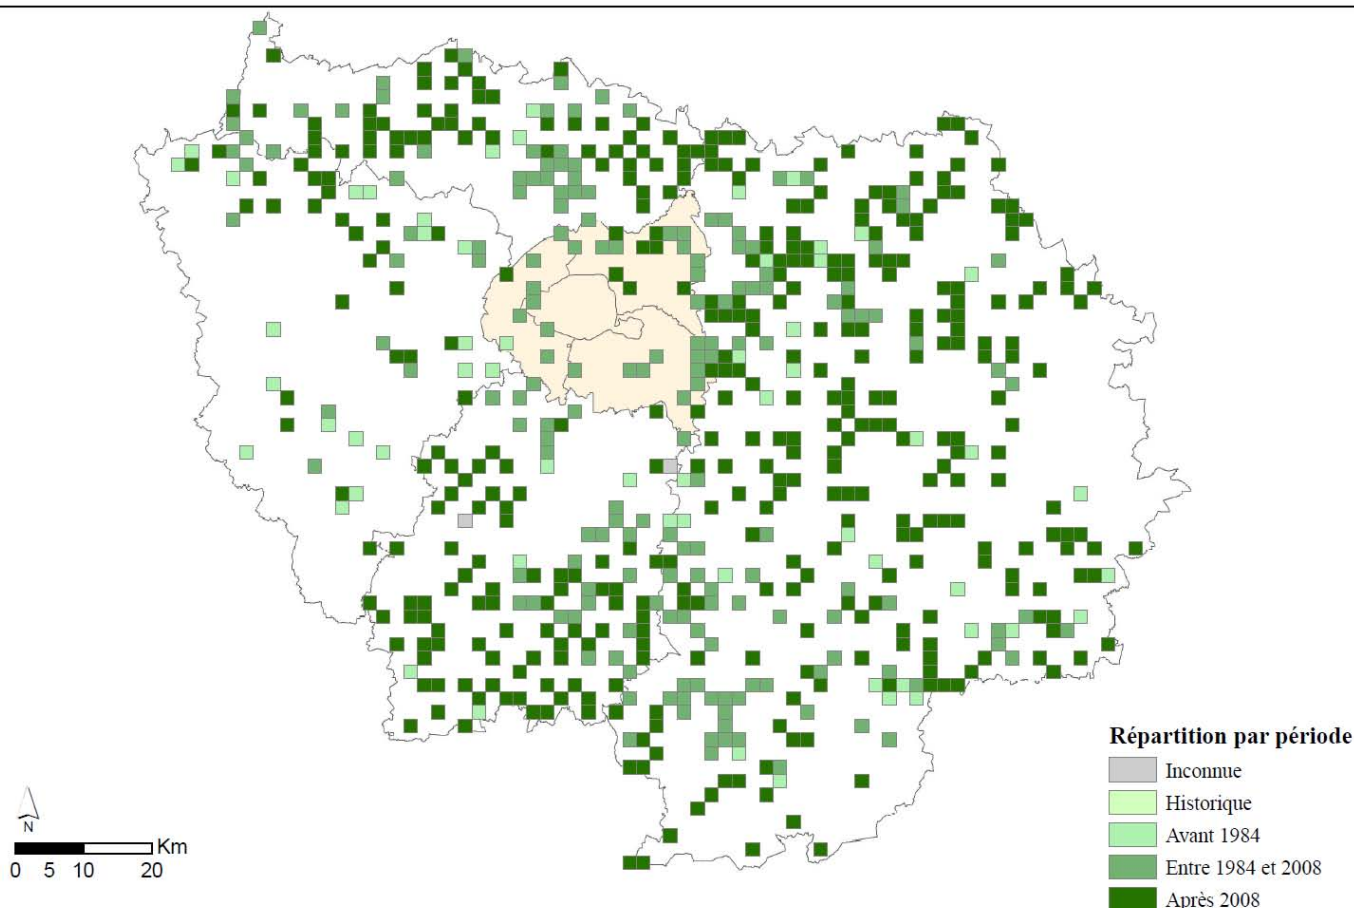 Répartition par période
Inconnue
Historique
Avant 1984
Entre 1984 et 2008
Après 2008
N
Km
0 5 10 20